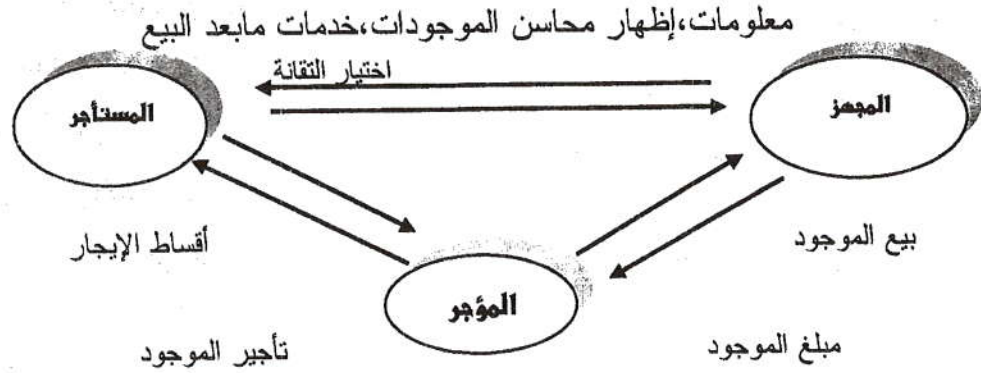 معلومات،إظهار محاسن الموجودات،خدمات مابعد البيع
اختيار التقانة
المجهز
المستأجر
بيع الموجود
أقساط الإيجار
المؤجر
مبلغ الموجود
تأجير الموجود